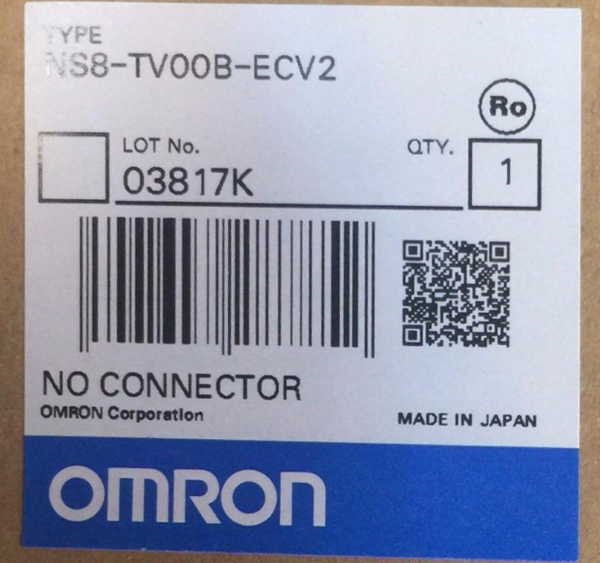 TYPE
NS8-TV00B-ECV2
Ro
LOT No.
QTY.
03817K
1
NO CONNECTOR
OMRON Corporation
MADE IN JAPAN
OMRON